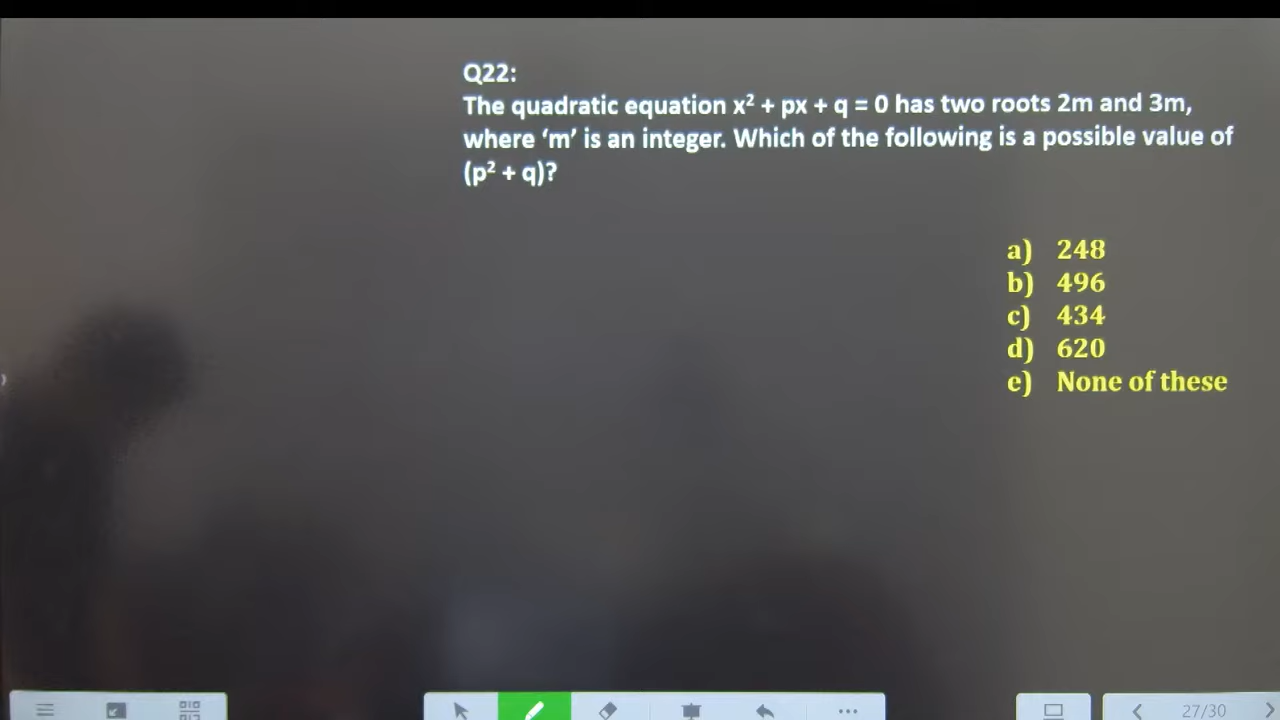 Q22:
The quadratic equation x² + px + q = 0 has two roots 2m and 3m,
where ‘m’ is an integer. Which of the following is a possible value of
(p² + q)?
a) 248
b) 496
c) 434
d) 620
e) None of these
27/30